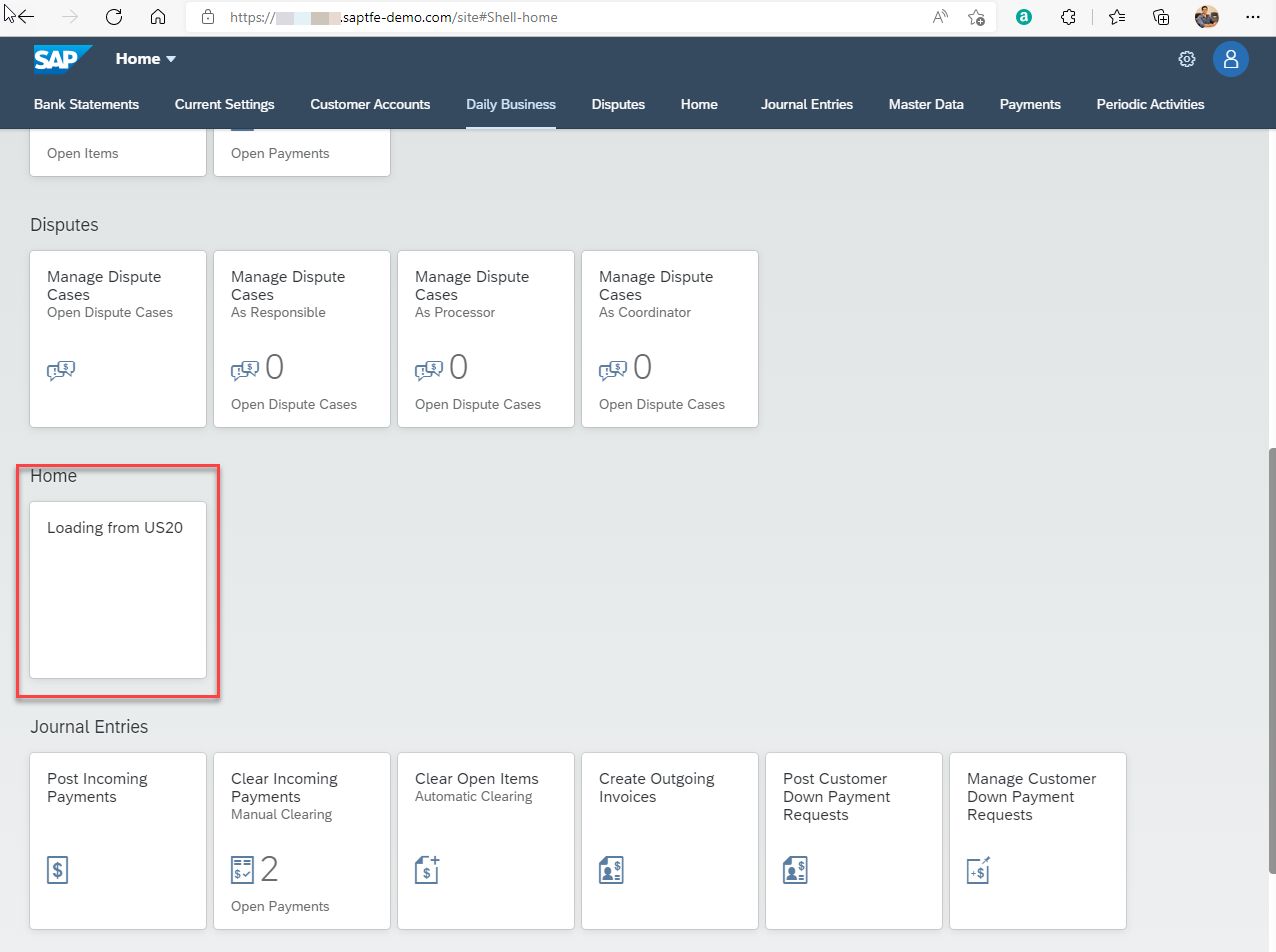 https:// .saptfe-demo.com/site#Shell-home
SAP Home
Bank Statements Current Settings Customer Accounts Daily Business Disputes Home Journal Entries Master Data Payments Periodic Activities
Open Items
Open Payments
Disputes
Manage Dispute
Cases
Open Dispute Cases
Manage Dispute
Cases
As Responsible
0
Open Dispute Cases
Manage Dispute
Cases
As Processor
0
Open Dispute Cases
Manage Dispute
Cases
As Coordinator
0
Open Dispute Cases
Home
Loading from US20
Journal Entries
Post Incoming
Payments
Clear Incoming
Payments
Manual Clearing
2
Open Payments
Clear Open Items
Automatic Clearing
Create Outgoing
Invoices
Post Customer
Down Payment
Requests
Manage Customer
Down Payment
Requests